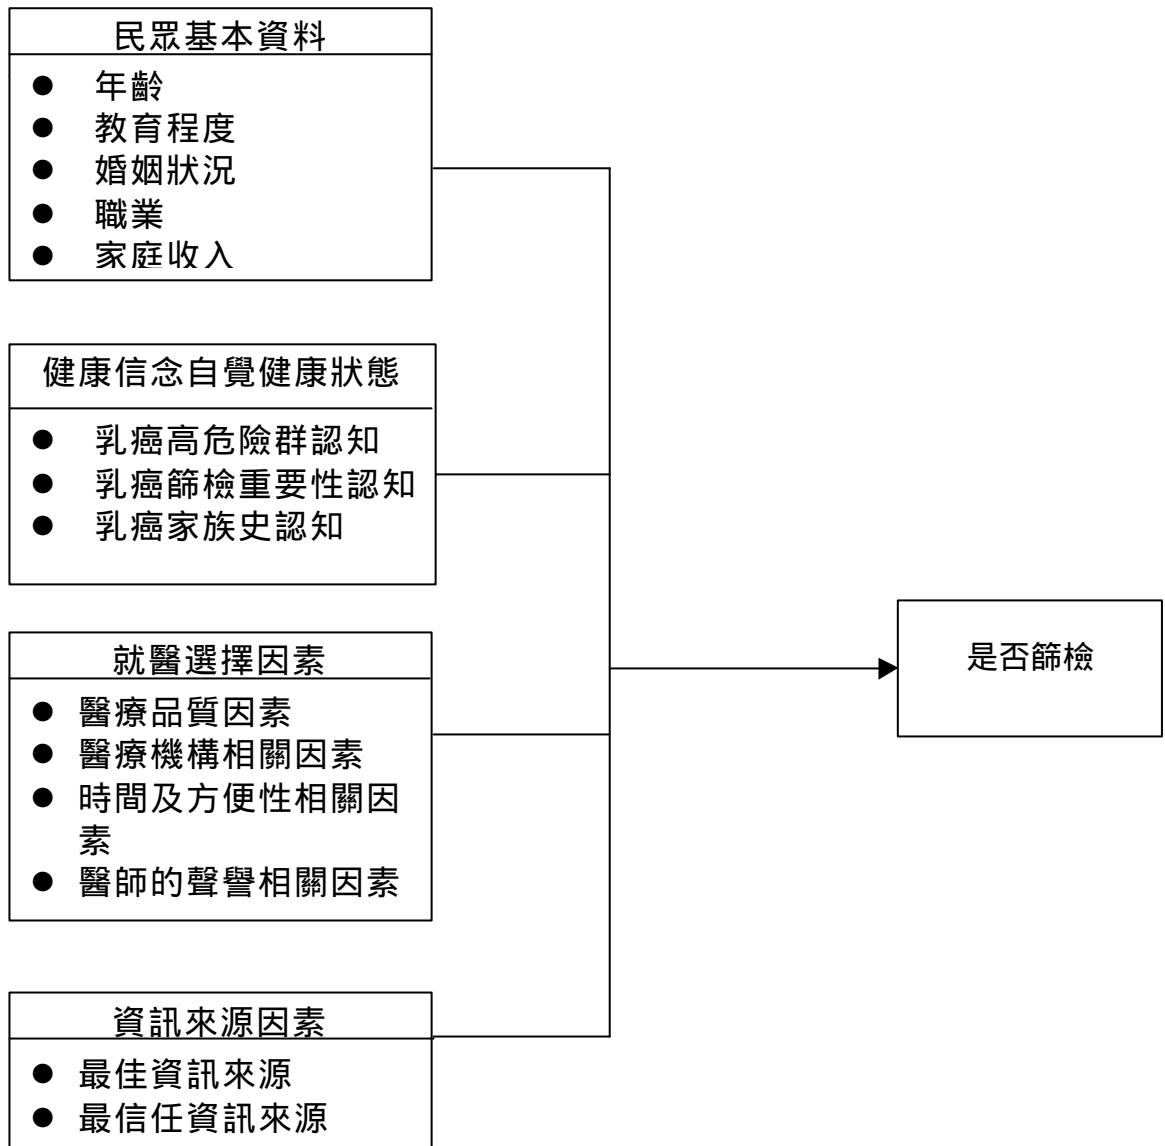 民眾基本資料
● 年齡
● 教育程度
● 婚姻狀況
● 職業
● 家庭收入
健康信念自覺健康狀態
● 乳癌高危險群認知
● 乳癌篩檢重要性認知
● 乳癌家族史認知
就醫選擇因素
● 醫療品質因素
● 醫療機構相關因素
● 時間及方便性相關因
素
● 醫師的聲譽相關因素
是否篩檢
資訊來源因素
● 最佳資訊來源
● 最信任資訊來源